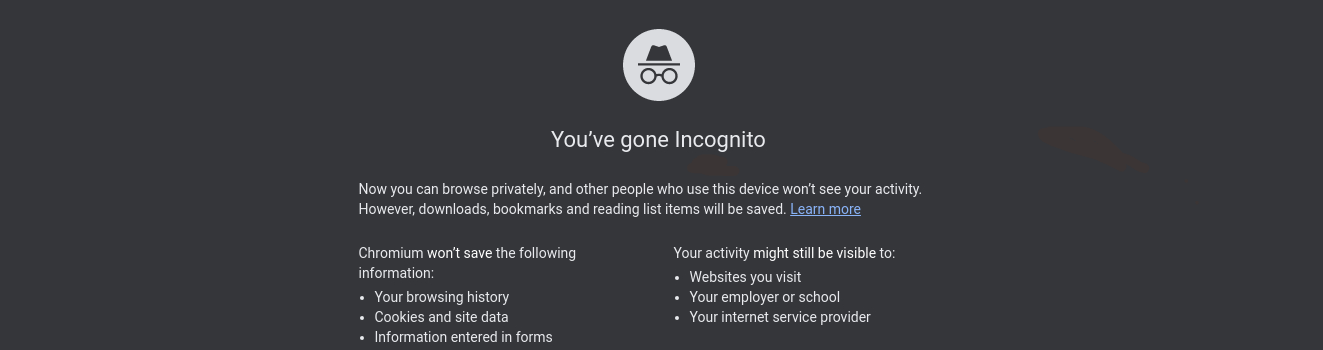 You’ve gone Incognito
Now you can browse privately, and other people who use this device won’t see your activity.
However, downloads, bookmarks and reading list items will be saved. Learn more
Chromium won’t save the following
information:
• Your browsing history
• Cookies and site data
• Information entered in forms
Your activity might still be visible to:
• Websites you visit
• Your employer or school
• Your internet service provider